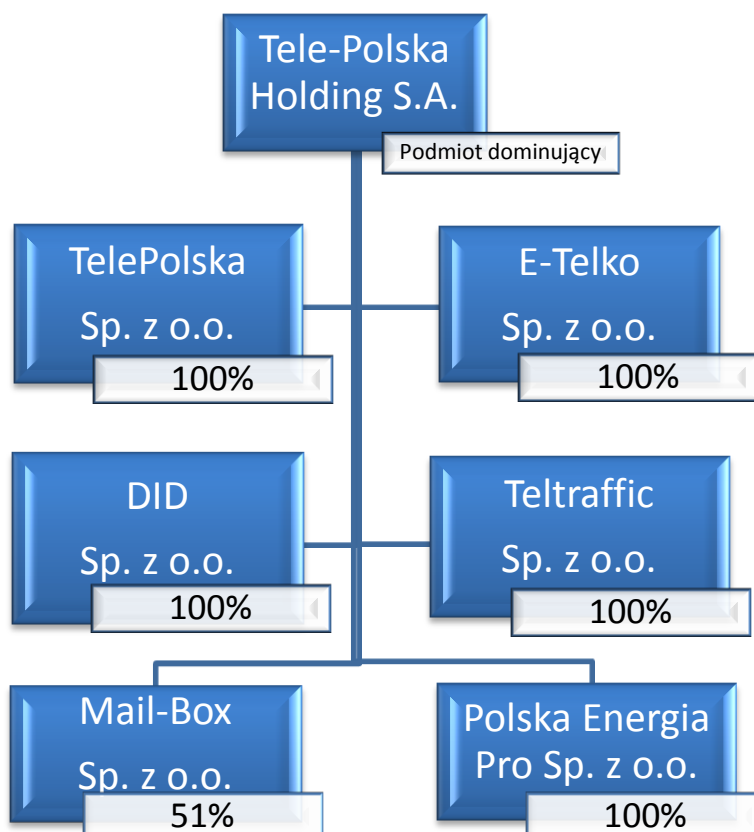 Tele-Polska
Holding S.A.
Podmiot dominujący
TelePolska
Sp. z o.o.
100%
E-Telko
Sp. z o.o.
100%
DID
Sp. z o.o.
100%
Teltraffic
Sp. z o.o.
100%
Mail-Box
Sp. z o.o.
51%
Polska Energia
Pro Sp. z o.o.
100%